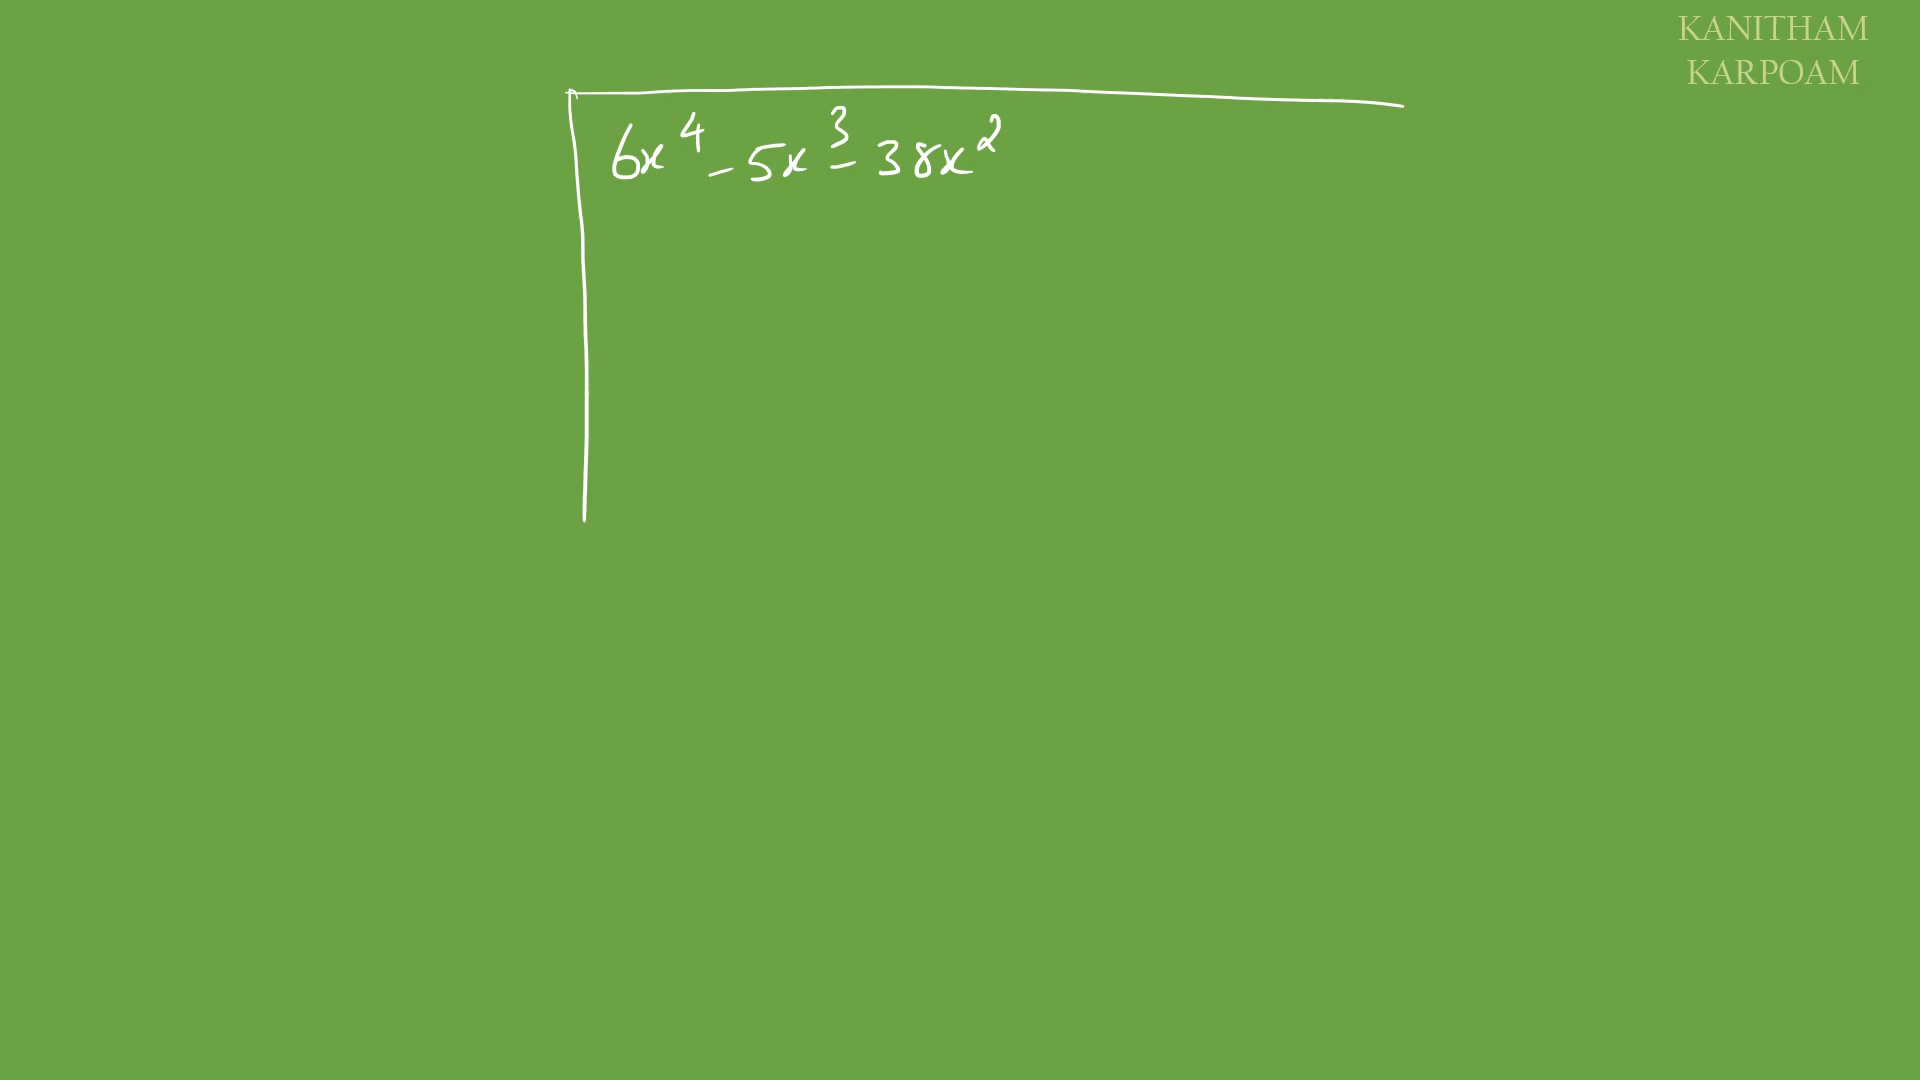 KANITHAM
KARPOAM
6x⁴ - 5x³ - 38x²